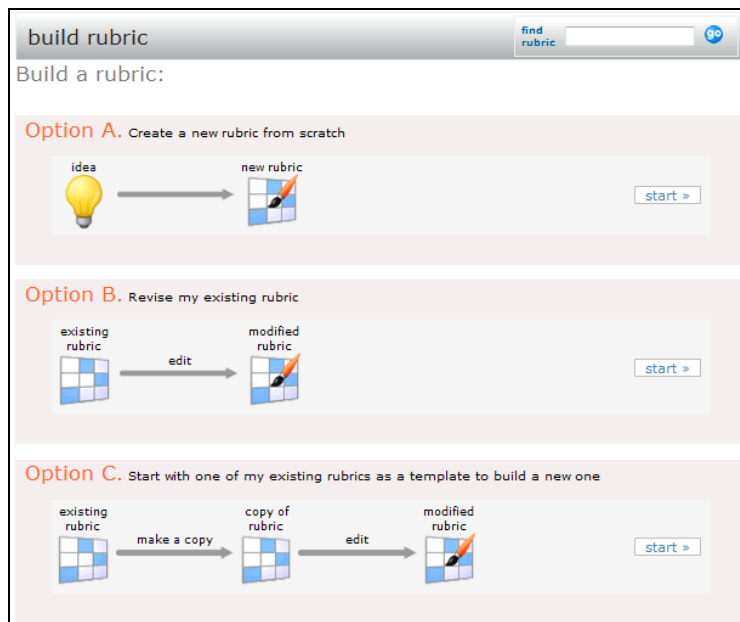 build rubric
find
rubric
go
Build a rubric:
Option A. Create a new rubric from scratch
idea
new rubric
start »
Option B. Revise my existing rubric
existing
rubric
edit
modified
rubric
start »
Option C. Start with one of my existing rubrics as a template to build a new one
existing
rubric
make a copy
copy of
rubric
edit
modified
rubric
start »